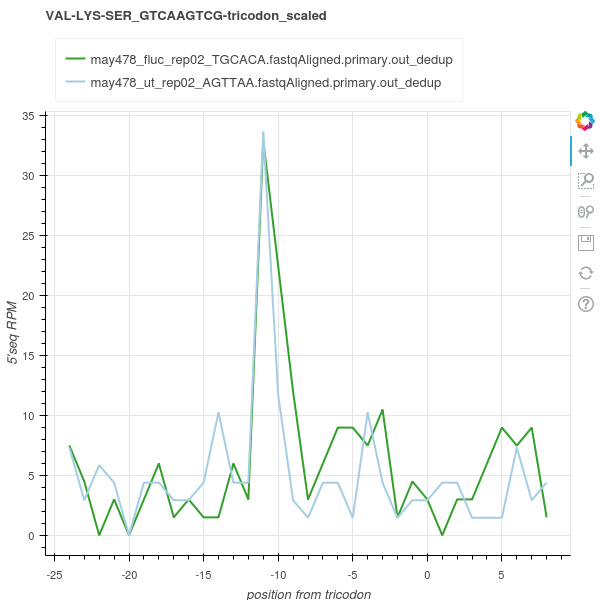 VAL-LYS-SER_GTCAAGTCG-tricodon_scaled
may478_fluc_rep02_TGCACA.fastqAligned.primary.out_dedup
may478_ut_rep02_AGTTAA.fastqAligned.primary.out_dedup
35
30
25
20
15
10
5
0
5'seq RPM
-25 -20 -15 -10 -5 0 5
position from tricodon